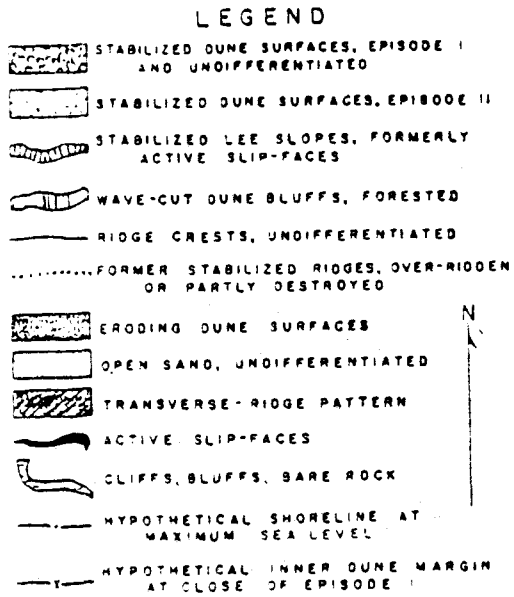 LEGEND
STABILIZED DUNE SURFACES, EPISODE I
AND UNDIFFERENTIATED
STABILIZED DUNE SURFACES, EPISODE II
STABILIZED LEE SLOPES, FORMERLY
ACTIVE SLIP-FACES
WAVE-CUT DUNE BLUFFS, FORESTED
RIDGE CRESTS, UNDIFFERENTIATED
FORMER STABILIZED RIDGES, OVER-RIDDEN
OR PARTLY DESTROYED
N
ERODING DUNE SURFACES
OPEN SAND, UNDIFFERENTIATED
TRANSVERSE-RIDGE PATTERN
ACTIVE SLIP-FACES
CLIFFS, BLUFFS, BARE ROCK
HYPOTHETICAL SHORELINE AT
MAXIMUM SEA LEVEL
HYPOTHETICAL INNER DUNE MARGIN
AT CLOSE OF EPISODE I